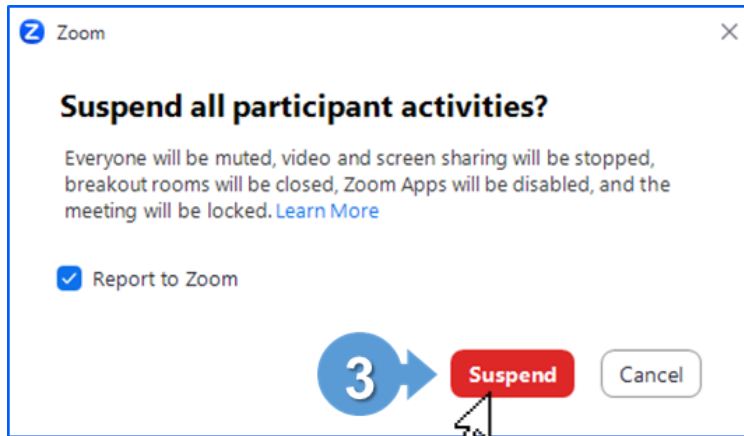 Zoom
Suspend all participant activities?
Everyone will be muted, video and screen sharing will be stopped,
breakout rooms will be closed, Zoom Apps will be disabled, and the
meeting will be locked. Learn More
Report to Zoom
3 Suspend Cancel